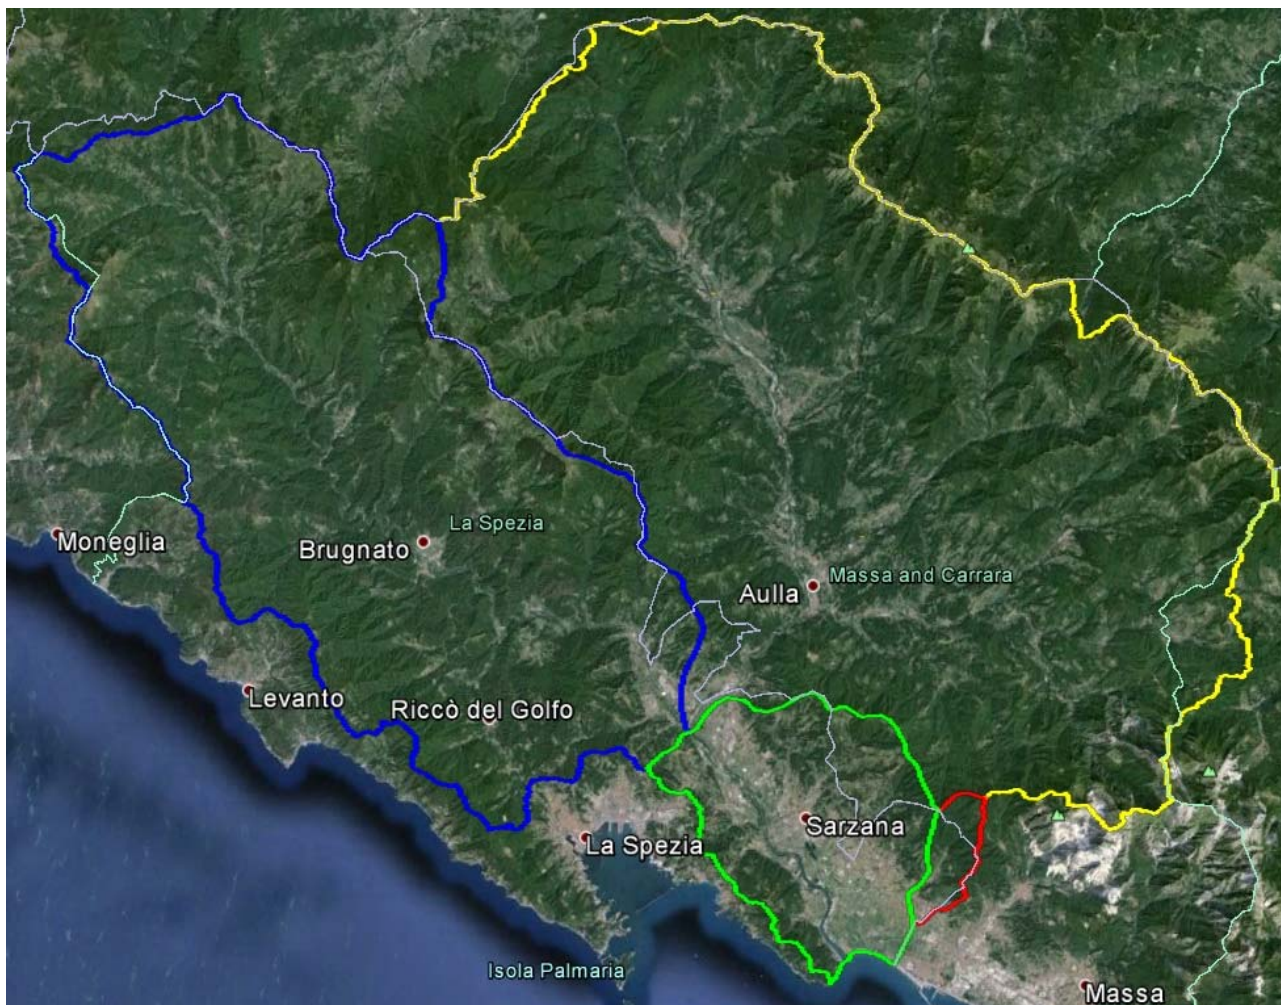 La Spezia
Moneglia
Brugnato
Massa and Carrara
Aulla
Levanto
Riccò del Golfo
Sarzana
La Spezia
Isola Palmaria
Massa